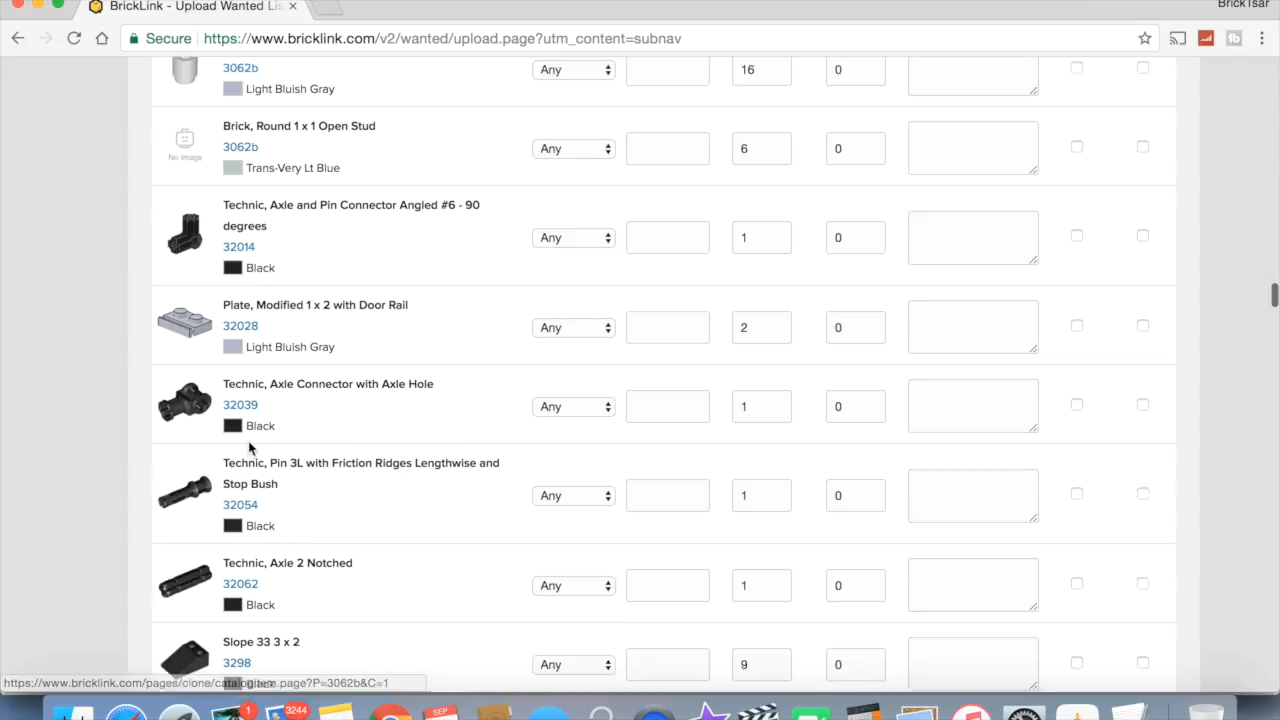 BrickLink - Upload Wanted Lis
BrickTsar
Secure https://www.bricklink.com/v2/wanted/upload.page?utm_content=subnav
3062b
Light Bluish Gray
Any
16
0
No Image
Brick, Round 1 x 1 Open Stud
3062b
Trans-Very Lt Blue
Any
6
0
Technic, Axle and Pin Connector Angled #6 - 90
degrees
32014
Black
Any
1
0
Plate, Modified 1 x 2 with Door Rail
32028
Light Bluish Gray
Any
2
0
Technic, Axle Connector with Axle Hole
32039
Black
Any
1
0
Technic, Pin 3L with Friction Ridges Lengthwise and
Stop Bush
32054
Black
Any
1
0
Technic, Axle 2 Notched
32062
Black
Any
1
0
Slope 33 3 x 2
3298
Any
9
0
https://www.bricklink.com/pages/clone/catalogitem.page?P=3062b&C=1
1
3244
SEP